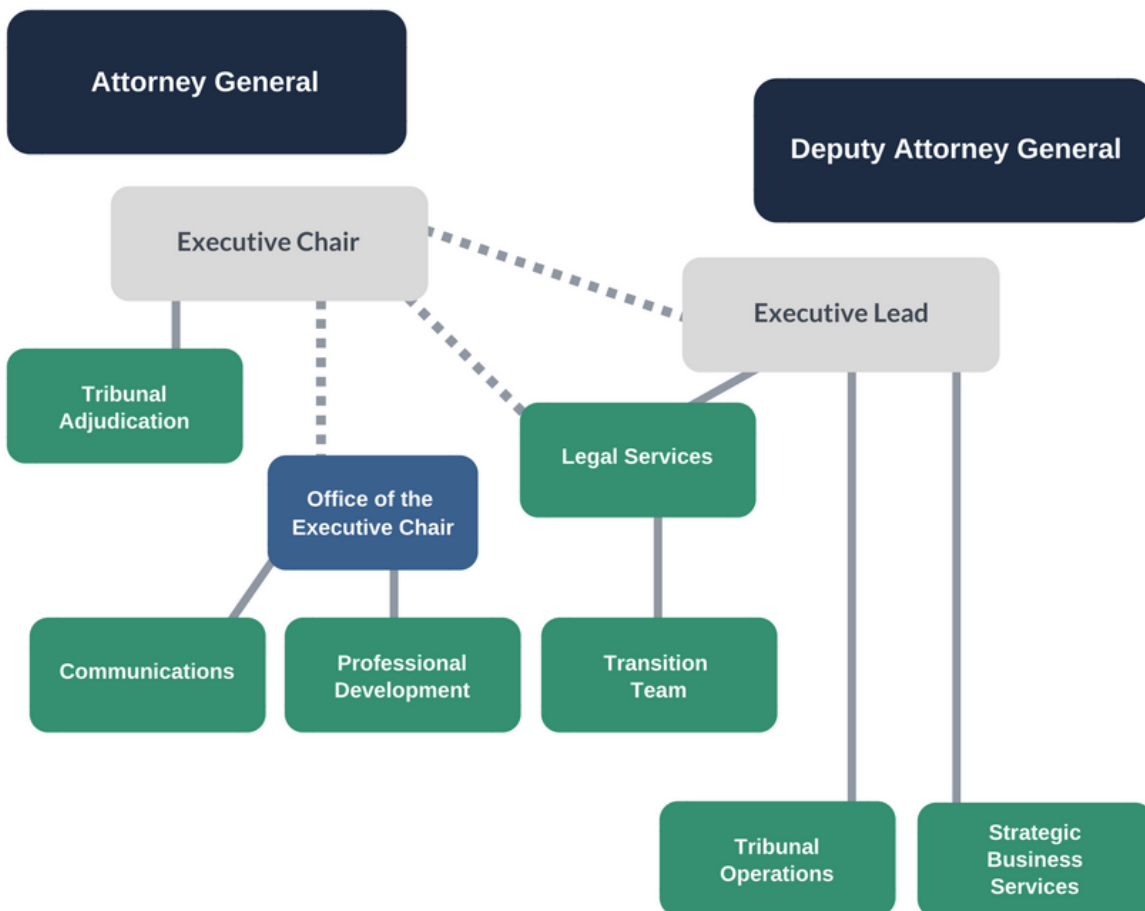 Attorney General
Deputy Attorney General
Executive Chair
Executive Lead
Tribunal
Adjudication
Legal Services
Office of the
Executive Chair
Communications
Professional
Development
Transition
Team
Tribunal
Operations
Strategic
Business
Services